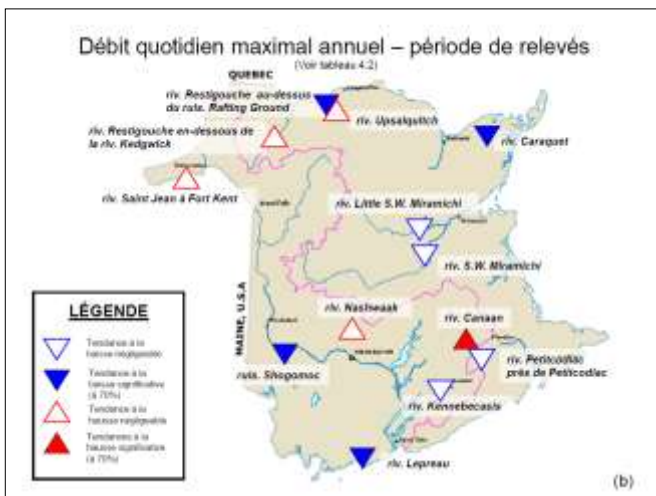 Débit quotidien maximal annuel – période de relevés
(Voir tableau 4.2)
QUEBEC
riv. Restigouche au-dessus
du ruis. Rafting Ground
riv. Upsalquitch
riv. Restigouche en-dessous de
la riv. Kedgwick
riv. Caraquet
riv. Saint Jean à Fort Kent
riv. Little S.W. Miramichi
riv. S.W. Miramichi
MAINE, U.S.A
riv. Nashwaak
riv. Canaan
riv. Petitcodiac
près de Petitcodiac
ruis. Shogomoc
riv. Kennebecasis
riv. Lepreau
LÉGENDE
Tendance à la
baisse négligeable
Tendance à la
baisse significative
(à 70%)
Tendance à la
hausse négligeable
Tendances à la
hausse significative
(à 70%)
(b)